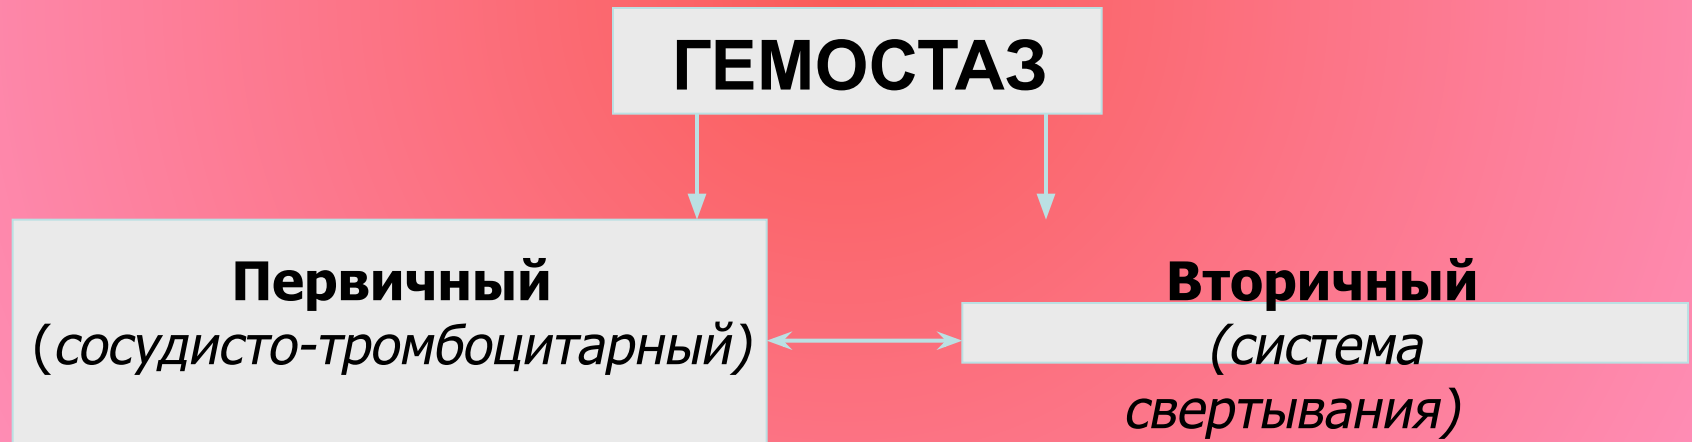 ГЕМОСТАЗ
Первичный
(сосудисто-тромбоцитарный)
Вторичный
(система
свертывания)